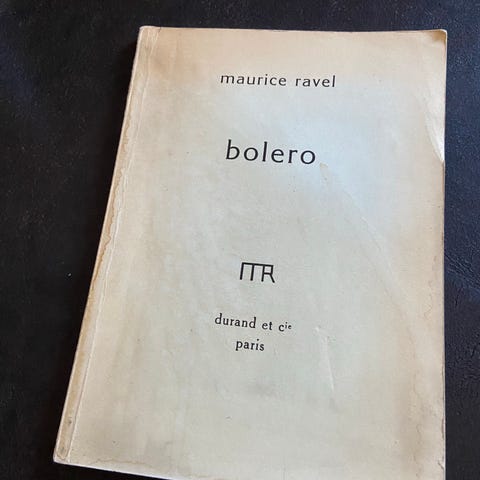 maurice ravel
bolero
MR
durand et cie
paris